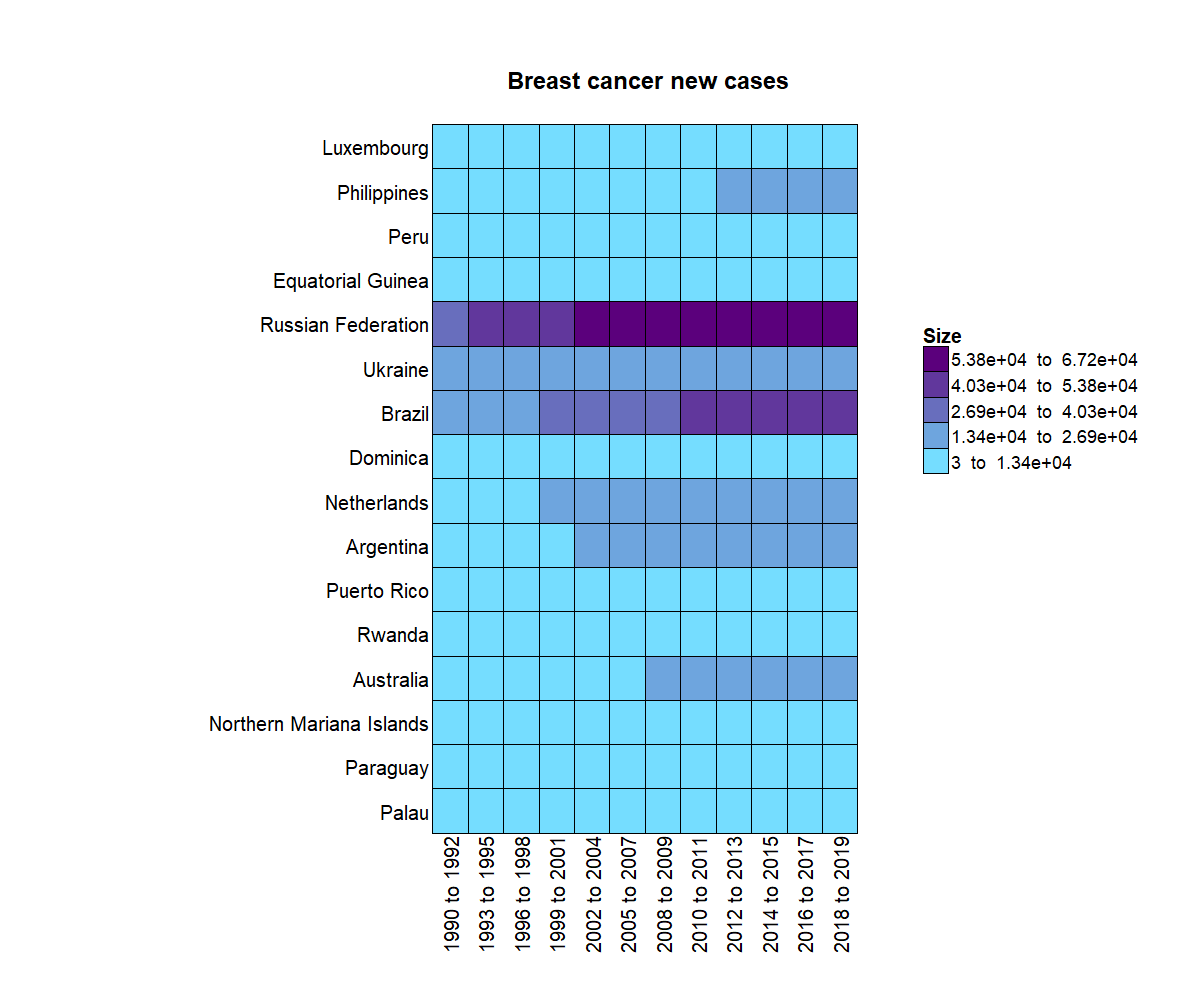 Breast cancer new cases
Luxembourg
Philippines
Peru
Equatorial Guinea
Russian Federation
Ukraine
Brazil
Dominica
Netherlands
Argentina
Puerto Rico
Rwanda
Australia
Northern Mariana Islands
Paraguay
Palau
1990 to 1992
1993 to 1995
1996 to 1998
1999 to 2001
2002 to 2004
2005 to 2007
2008 to 2009
2010 to 2011
2012 to 2013
2014 to 2015
2016 to 2017
2018 to 2019
Size
5.38e+04 to 6.72e+04
4.03e+04 to 5.38e+04
2.69e+04 to 4.03e+04
1.34e+04 to 2.69e+04
3 to 1.34e+04